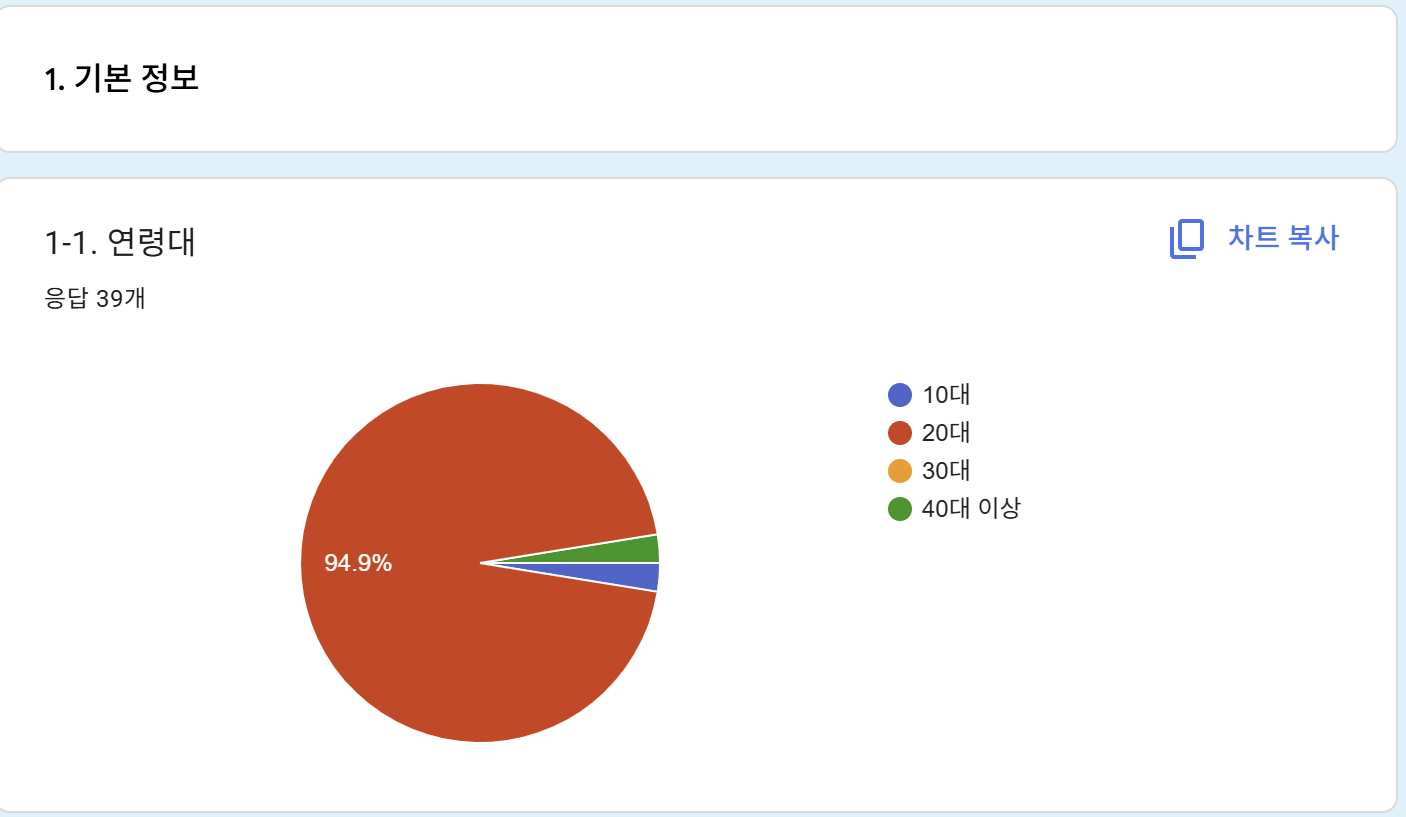 1. 기본 정보
1-1. 연령대
차트 복사
응답 39개
94.9%
10대
20대
30대
40대 이상